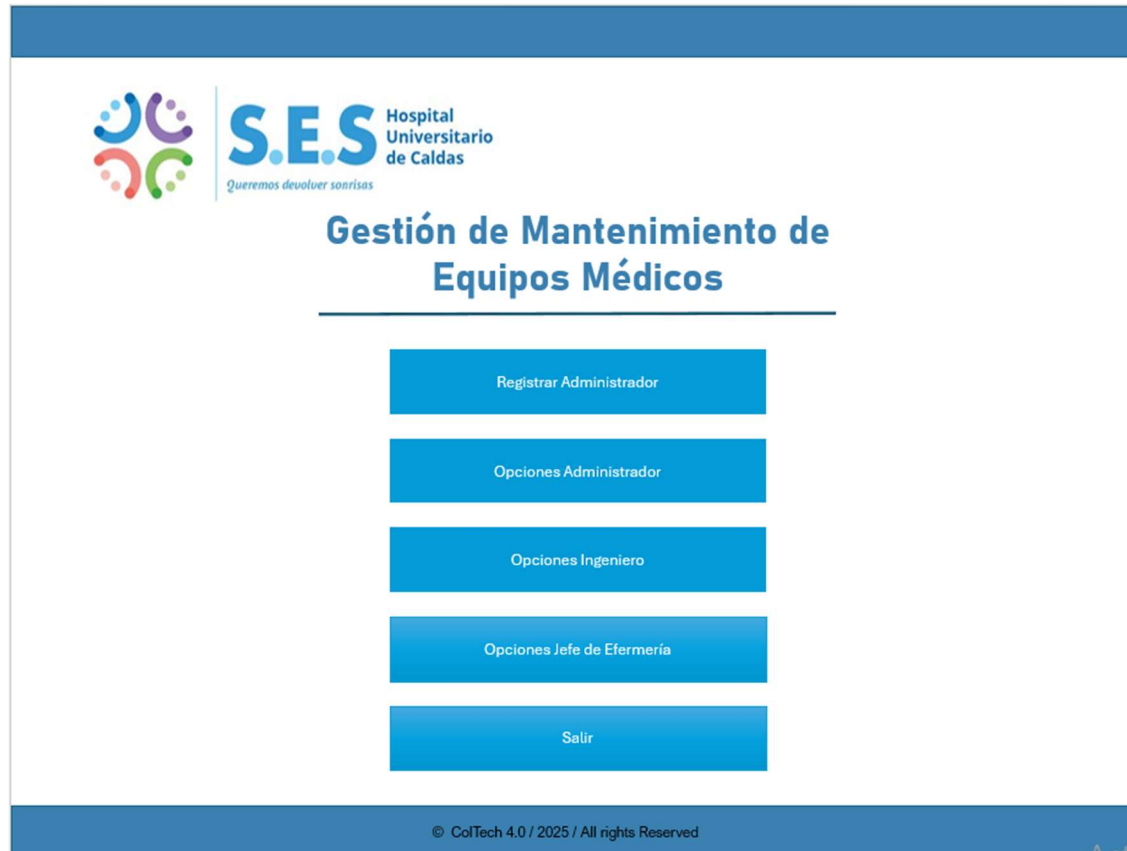 S.E.S
Hospital
Universitario
de Caldas
Queremos devolver sonrisas
Gestión de Mantenimiento de
Equipos Médicos
Registrar Administrador
Opciones Administrador
Opciones Ingeniero
Opciones Jefe de Efermería
Salir
© ColTech 4.0 / 2025 / All rights Reserved